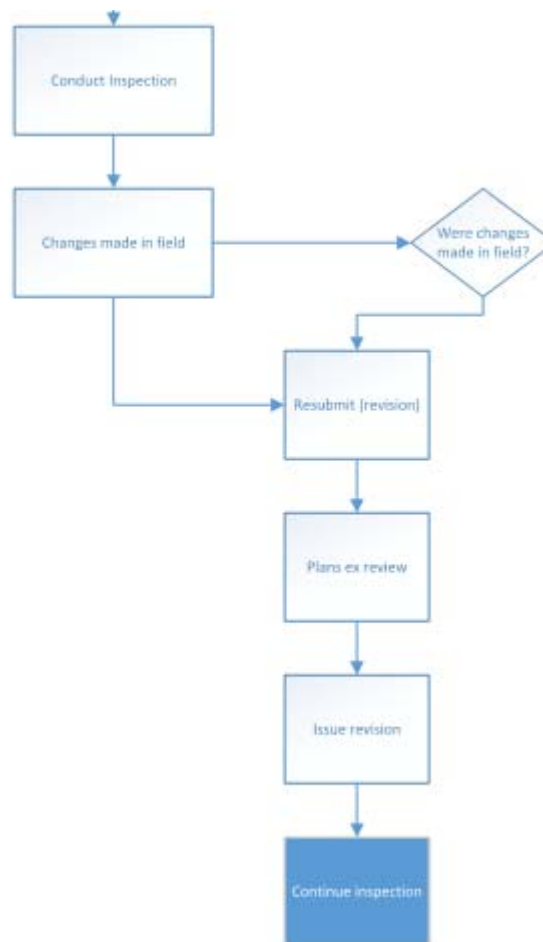 Conduct Inspection
Changes made in field
Were changes
made in field?
Resubmit (revision)
Plans ex review
Issue revision
Continue inspection